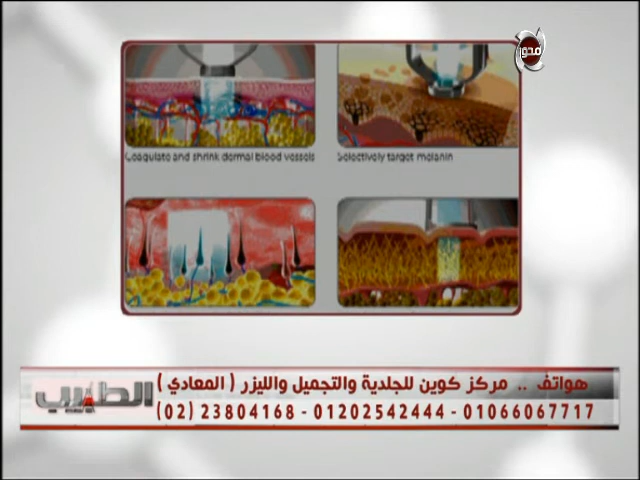 محور
Coagulate and shrink dermal blood vessels
Selectively target melanin
هواتف .. مركز كوين للجلدية والتجميل والليزر ( المعادي )
الطبيب
(02) 23804168 - 01202542444 - 01066067717